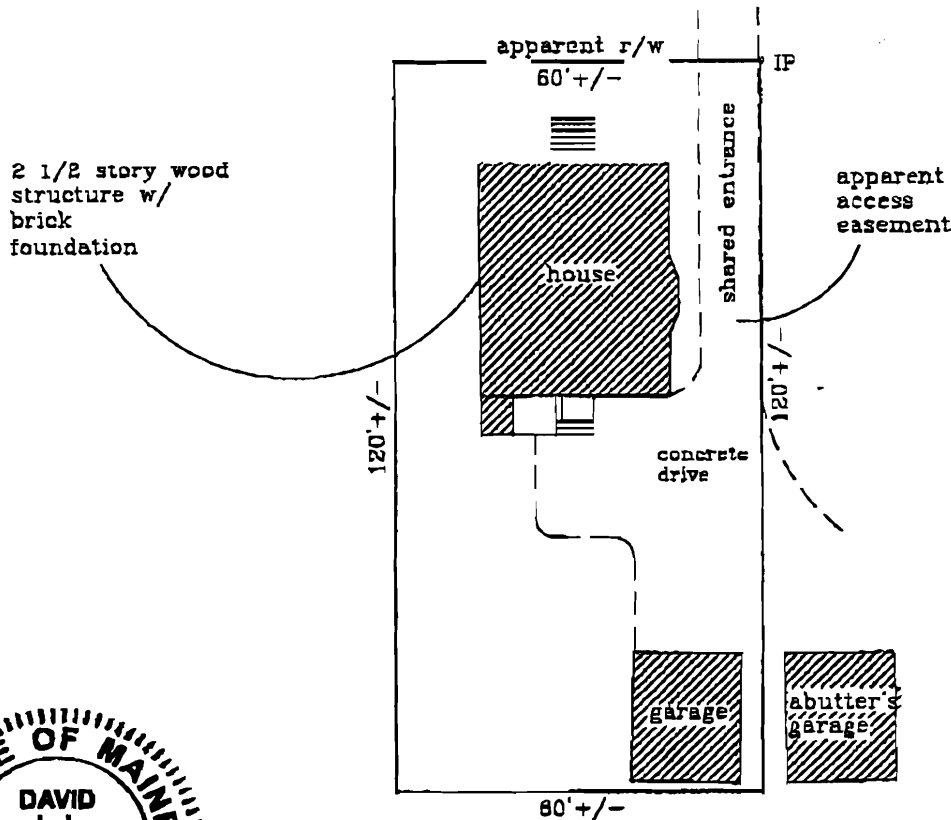 apparent r/w
60'+/-
IP
2 1/2 story wood
structure w/
brick
foundation
shared entrance
apparent
access
easement
house
120'+/-
120'+/-
concrete
drive
garage
abutter's
garage
60'+/-
OF MAINE
DAVID